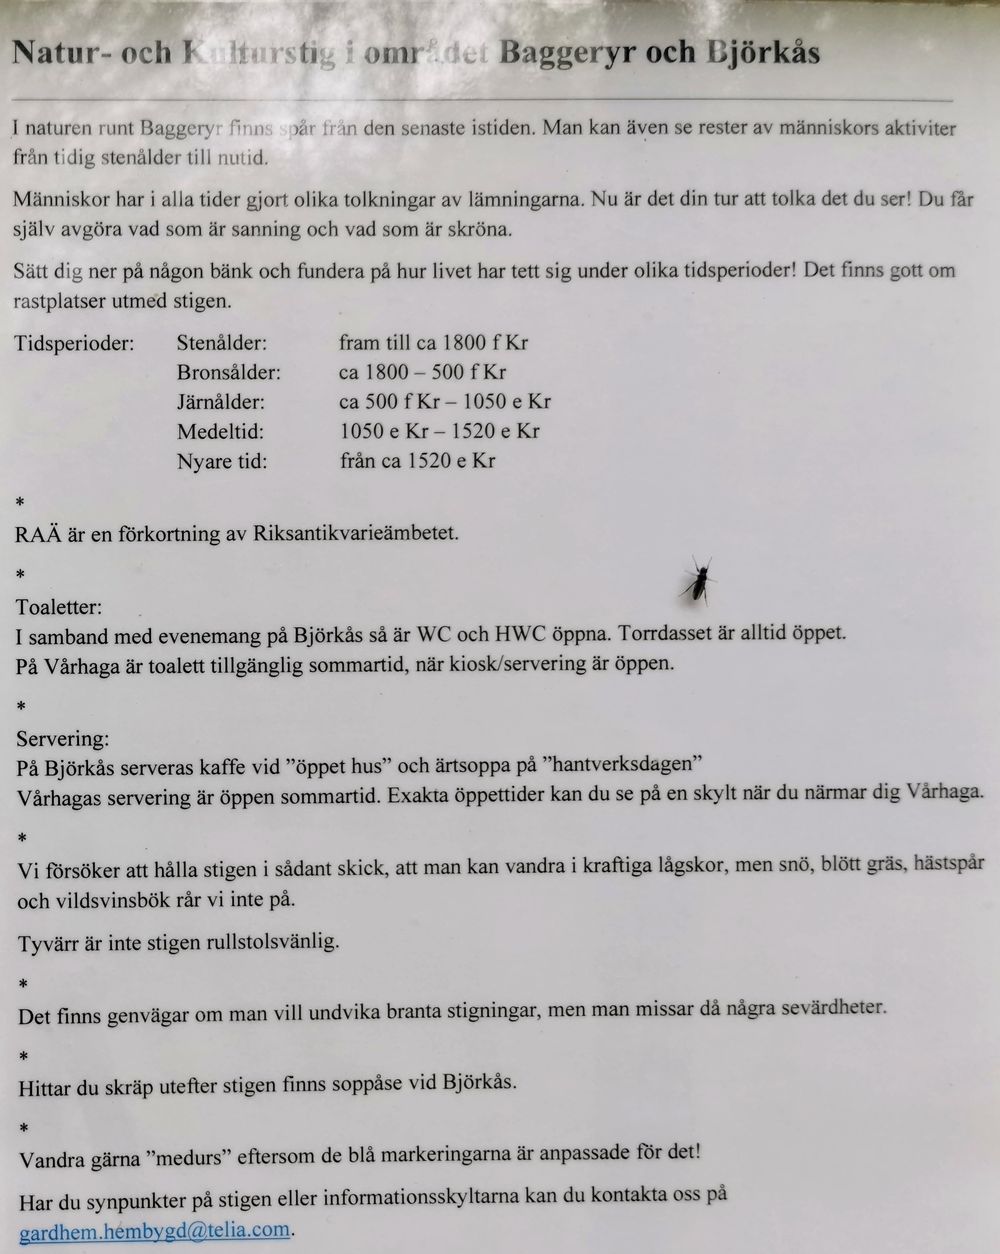 Natur- och Kulturstig i området Baggeryr och Björkås
I naturen runt Baggeryr finns spår från den senaste istiden. Man kan även se rester av människors aktiviter
från tidig stenålder till nutid.
Människor har i alla tider gjort olika tolkningar av lämningarna. Nu är det din tur att tolka det du ser! Du får
själv avgöra vad som är sanning och vad som är skröna.
Sätt dig ner på någon bänk och fundera på hur livet har tett sig under olika tidsperioder! Det finns gott om
rastplatser utmed stigen.
Tidsperioder: Stenålder: fram till ca 1800 f Kr
Bronsålder: ca 1800 – 500 f Kr
Järnålder: ca 500 f Kr – 1050 e Kr
Medeltid: 1050 e Kr – 1520 e Kr
Nyare tid: från ca 1520 e Kr
*
RAÄ är en förkortning av Riksantikvarieämbetet.
*
Toaletter:
I samband med evenemang på Björkås så är WC och HWC öppna. Torrdasset är alltid öppet.
På Vårhaga är toalett tillgänglig sommartid, när kiosk/servering är öppen.
*
Servering:
På Björkås serveras kaffe vid ”öppet hus” och ärtsoppa på ”hantverksdagen”
Vårhagas servering är öppen sommartid. Exakta öppettider kan du se på en skylt när du närmar dig Vårhaga.
*
Vi försöker att hålla stigen i sådant skick, att man kan vandra i kraftiga lågskor, men snö, blött gräs, hästspår
och vildsvinsbök rår vi inte på.
Tyvärr är inte stigen rullstolsvänlig.
*
Det finns genvägar om man vill undvika branta stigningar, men man missar då några sevärdheter.
*
Hittar du skräp utefter stigen finns soppåse vid Björkås.
*
Vandra gärna ”medurs” eftersom de blå markeringarna är anpassade för det!
Har du synpunkter på stigen eller informationsskyltarna kan du kontakta oss på
gardhem.hembygd@telia.com.